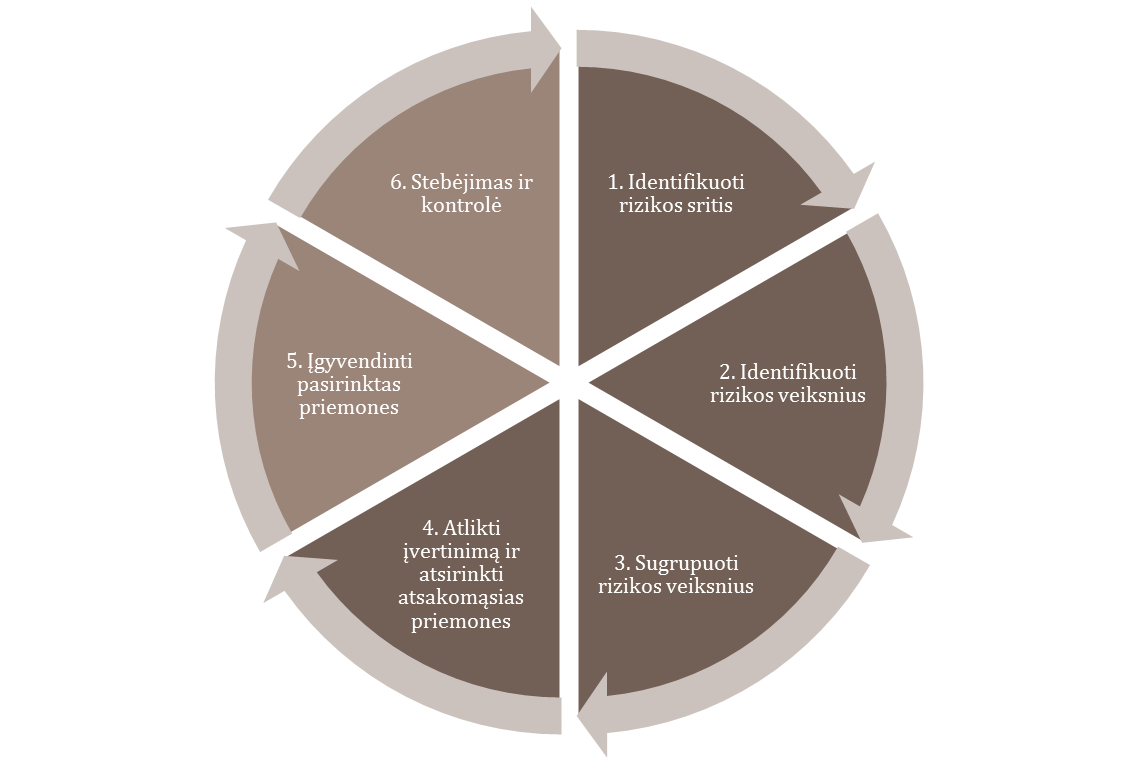 1. Identifikuoti
rizikos sritis
2. Identifikuoti
rizikos veiksnius
3. Sugrupuoti
rizikos veiksnius
4. Atlikti
įvertinimą ir
atsirinkti
atsakomąsias
priemones
5. Įgyvendinti
pasirinktas
priemones
6. Stebėjimas ir
kontrolė